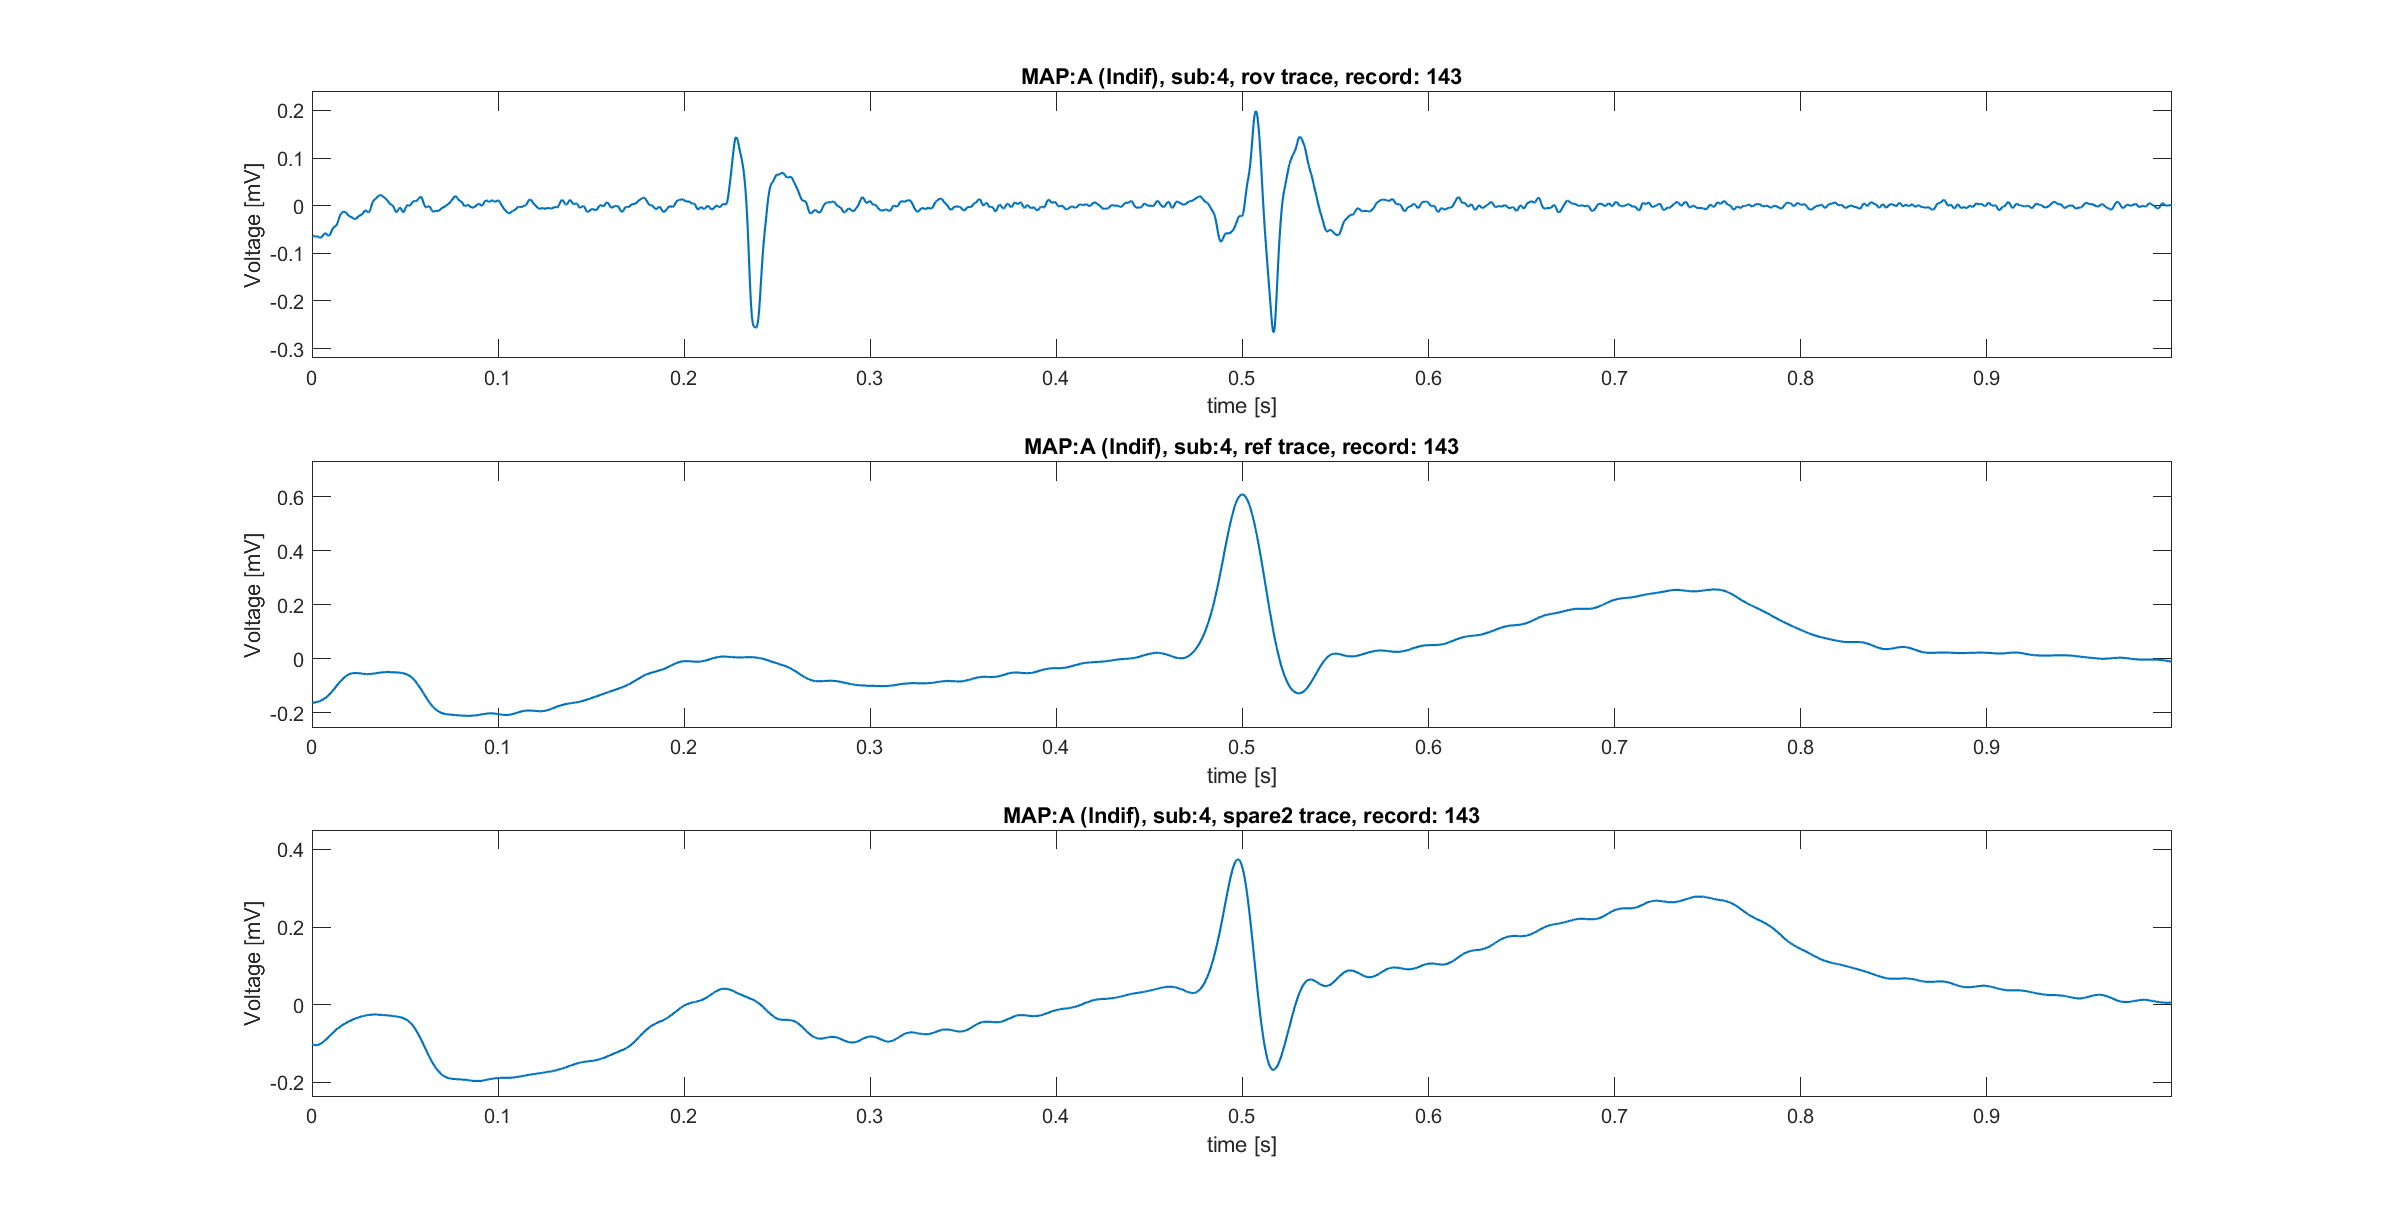 MAP:A (Indif), sub:4, rov trace, record: 143
Voltage [mV]
0.2
0.1
0
-0.1
-0.2
-0.3
0 0.1 0.2 0.3 0.4 0.5 0.6 0.7 0.8 0.9
time [s]
MAP:A (Indif), sub:4, ref trace, record: 143
Voltage [mV]
0.6
0.4
0.2
0
-0.2
0 0.1 0.2 0.3 0.4 0.5 0.6 0.7 0.8 0.9
time [s]
MAP:A (Indif), sub:4, spare2 trace, record: 143
Voltage [mV]
0.4
0.2
0
-0.2
0 0.1 0.2 0.3 0.4 0.5 0.6 0.7 0.8 0.9
time [s]